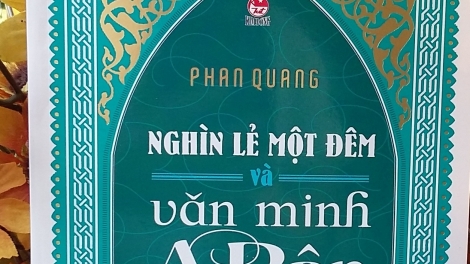 PHAN QUANG
NGHÌN LẺ MỘT ĐÊM
và
văn minh